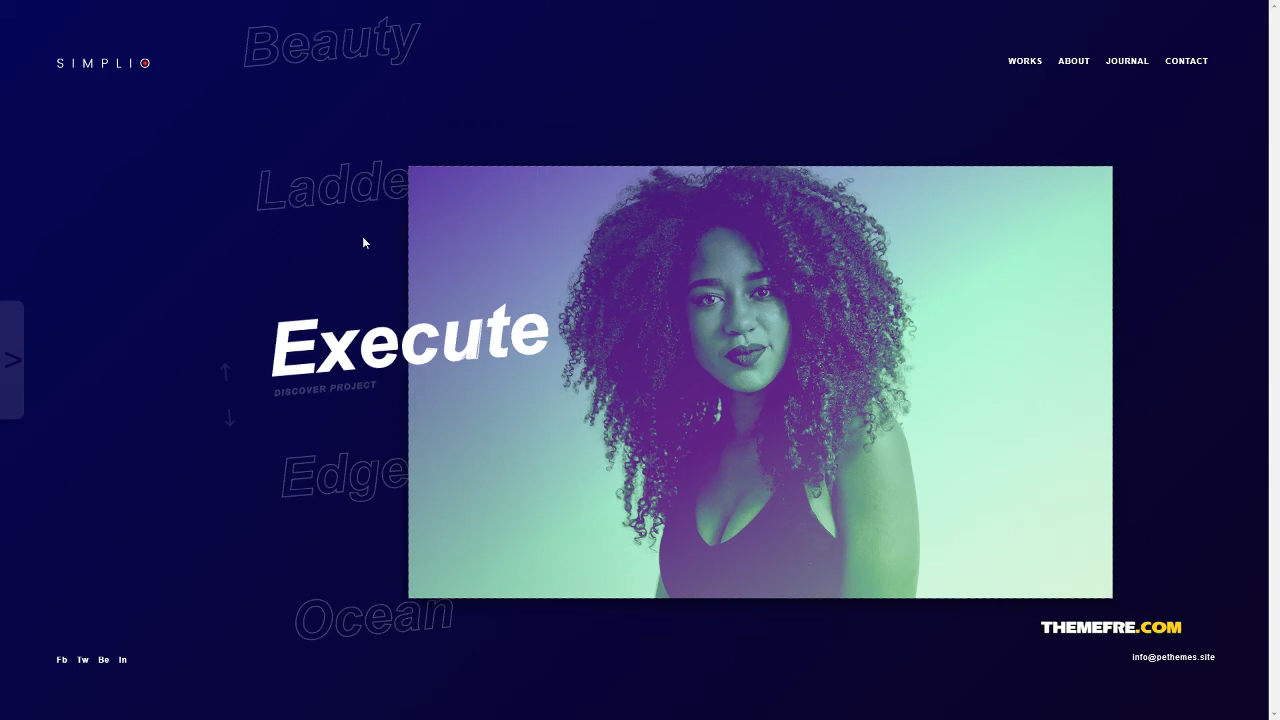 Beauty
SIMPLIO
WORKS ABOUT JOURNAL CONTACT
Ladde
Execute
DISCOVER PROJECT
Edge
Ocean
THEMEFRE.COM
Fb Tw Be In
info@pethemes.site